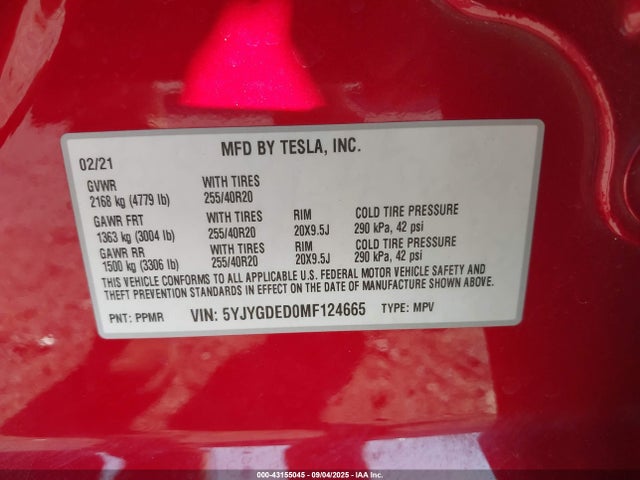 MFD BY TESLA, INC.
02/21
GVWR WITH TIRES
2168 kg (4779 lb) 255/40R20
GAWR FRT WITH TIRES RIM COLD TIRE PRESSURE
1363 kg (3004 lb) 255/40R20 20X9.5J 290 kPa, 42 psi
GAWR RR WITH TIRES RIM COLD TIRE PRESSURE
1500 kg (3306 lb) 255/40R20 20X9.5J 290 kPa, 42 psi
THIS VEHICLE CONFORMS TO ALL APPLICABLE U.S. FEDERAL MOTOR VEHICLE SAFETY AND
THEFT PREVENTION STANDARDS IN EFFECT ON THE DATE OF MANUFACTURE SHOWN ABOVE.
PNT: PPMR VIN: 5YJYGDED0MF124665 TYPE: MPV
000-43155045 - 09/04/2025 - IAA Inc.